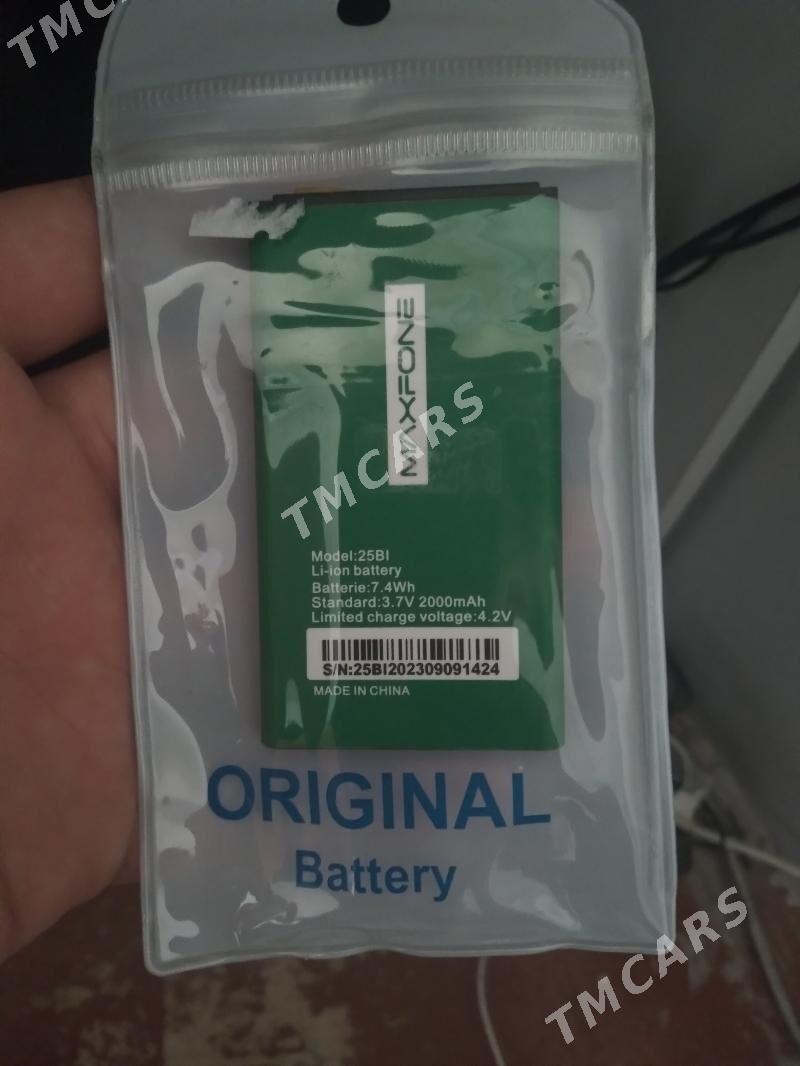 TMCARS
MAXFONE
TMCARS
Model:25BI
Li-ion battery
Batterie:7.4Wh
Standard:3.7V 2000mAh
Limited charge voltage:4.2V
S/N:25BI202309091424
MADE IN CHINA
ORIGINAL
Battery
TMCARS